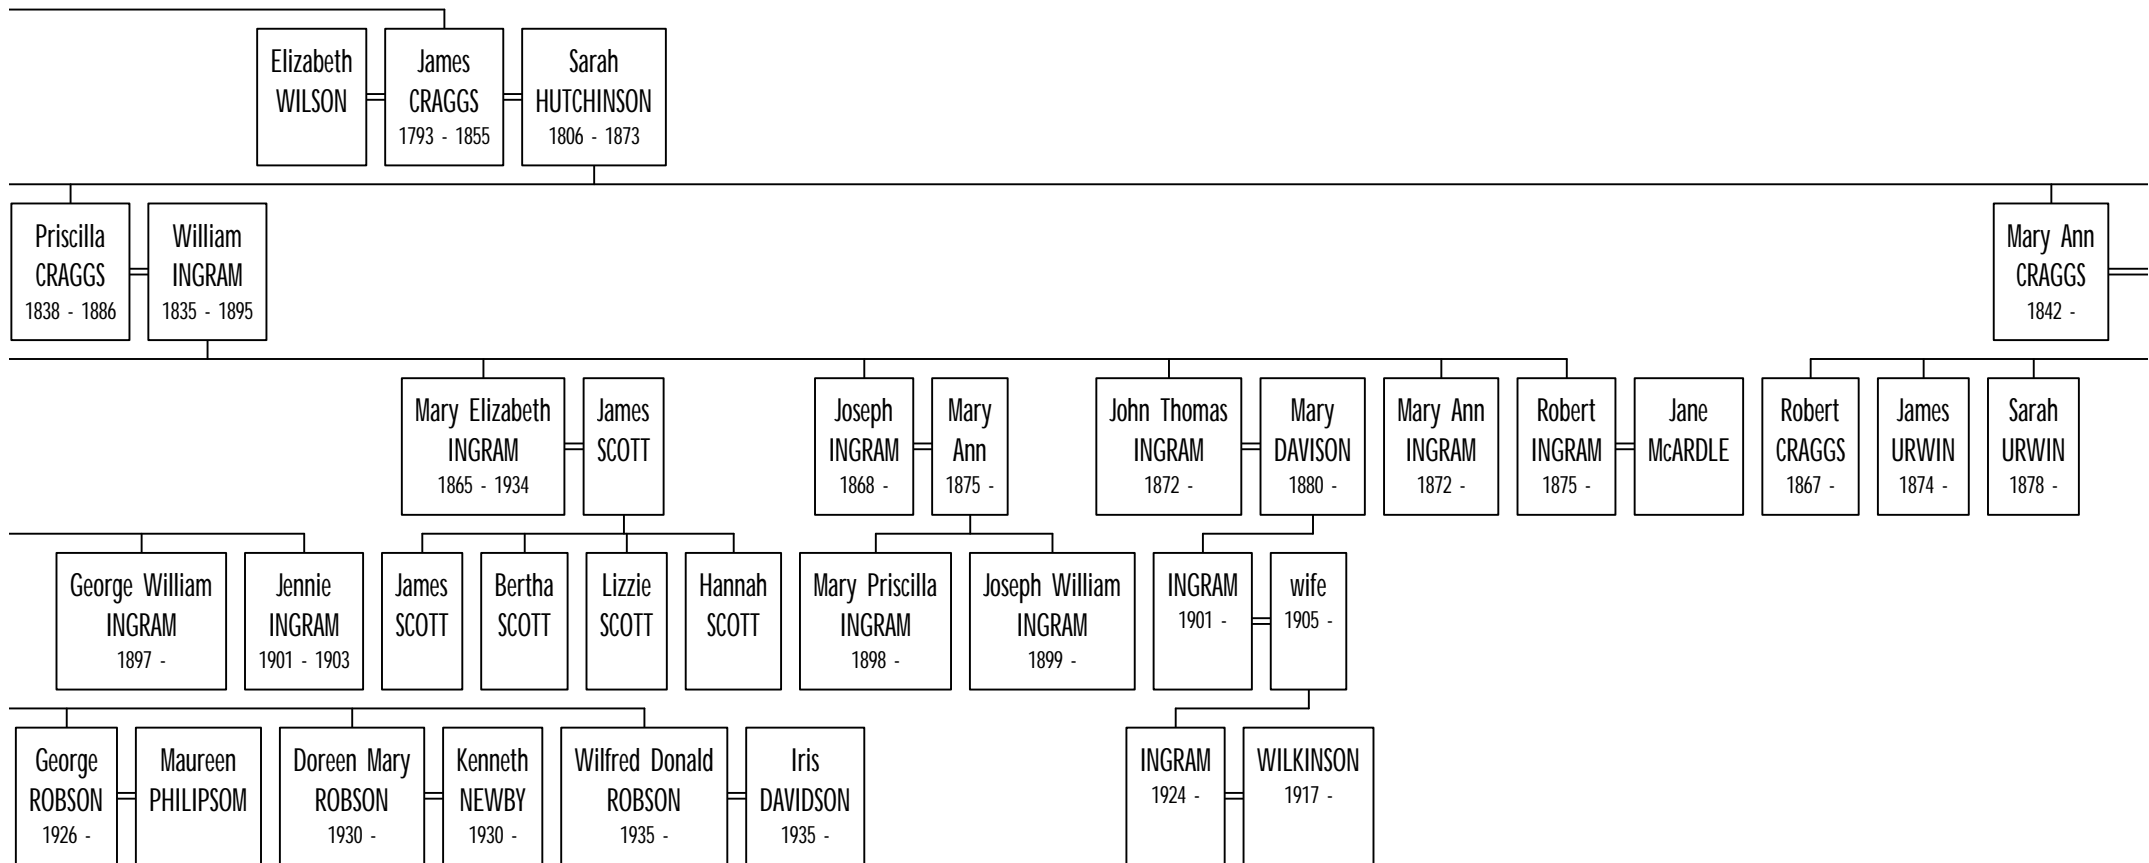 Elizabeth
WILSON
James
CRAGGS
1793 - 1855
Sarah
HUTCHINSON
1806 - 1873
Priscilla
CRAGGS
1838 - 1886
William
INGRAM
1835 - 1895
Mary Ann
CRAGGS
1842 -
Mary Elizabeth
INGRAM
1865 - 1934
James
SCOTT
Joseph
INGRAM
1868 -
Mary
Ann
1875 -
John Thomas
INGRAM
1872 -
Mary
DAVISON
1880 -
Mary Ann
INGRAM
1872 -
Robert
INGRAM
1875 -
Jane
McARDLE
Robert
CRAGGS
1867 -
James
URWIN
1874 -
Sarah
URWIN
1878 -
George William
INGRAM
1897 -
Jennie
INGRAM
1901 - 1903
James
SCOTT
Bertha
SCOTT
Lizzie
SCOTT
Hannah
SCOTT
Mary Priscilla
INGRAM
1898 -
Joseph William
INGRAM
1899 -
INGRAM
1901 -
wife
1905 -
George
ROBSON
1926 -
Maureen
PHILIPSOM
Doreen Mary
ROBSON
1930 -
Kenneth
NEWBY
1930 -
Wilfred Donald
ROBSON
1935 -
Iris
DAVIDSON
1935 -
INGRAM
1924 -
WILKINSON
1917 -